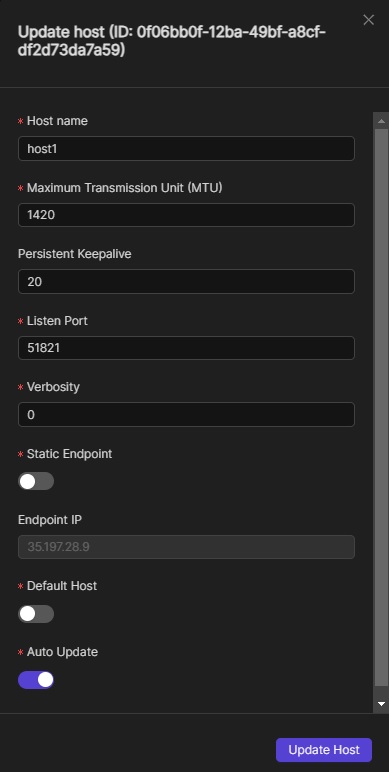 Update host (ID: 0f06bb0f-12ba-49bf-a8cf-
df2d73da7a59)
* Host name
host1
* Maximum Transmission Unit (MTU)
1420
Persistent Keepalive
20
* Listen Port
51821
* Verbosity
0
* Static Endpoint
Endpoint IP
35.197.28.9
* Default Host
* Auto Update
Update Host